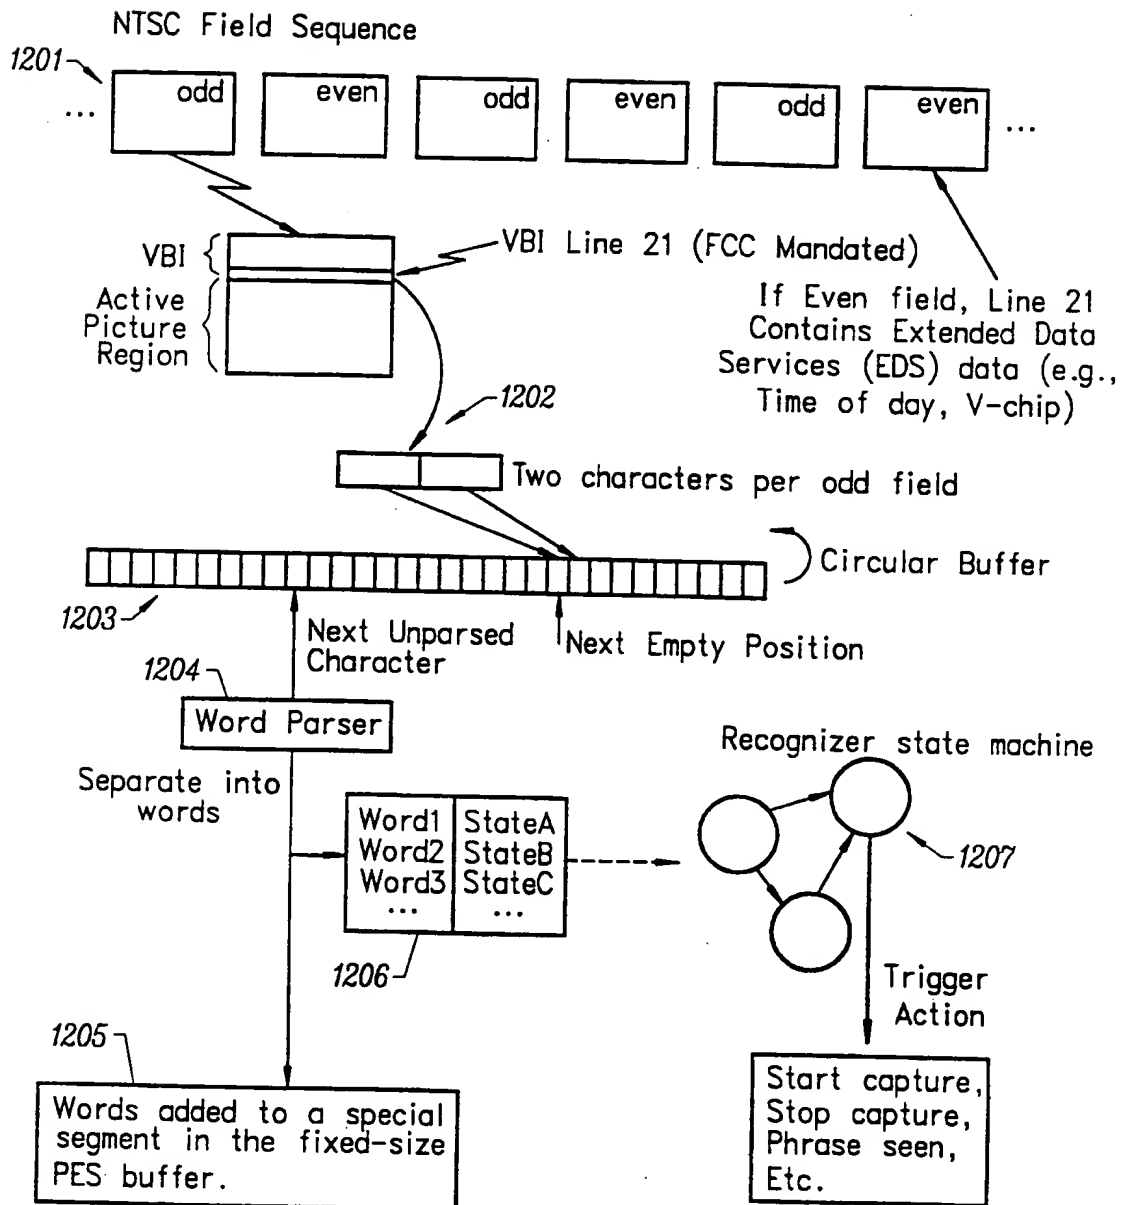 NTSC Field Sequence
1201
... odd even odd even odd even ...
VBI
VBI Line 21 (FCC Mandated)
Active
Picture
Region
If Even field, Line 21
Contains Extended Data
Services (EDS) data (e.g.,
Time of day, V-chip)
1202
Two characters per odd field
Circular Buffer
1203
Next Unparsed
Character
Next Empty Position
1204
Word Parser
Separate into
words
Word1 StateA
Word2 StateB
Word3 StateC
... ...
1206
Recognizer state machine
1207
Trigger
Action
1205
Words added to a special
segment in the fixed-size
PES buffer.
Start capture,
Stop capture,
Phrase seen,
Etc.